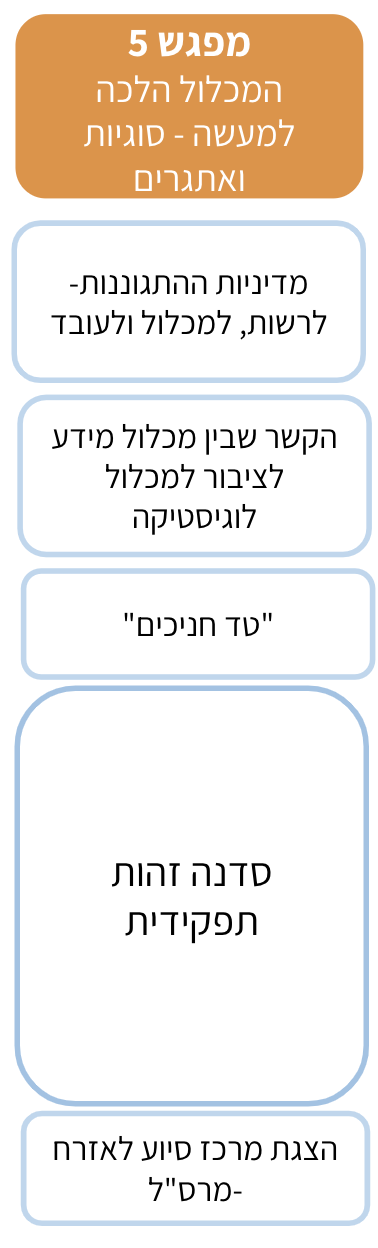 מפגש 5
המכלול הלכה
למעשה - סוגיות
ואתגרים
מדיניות ההתגוננות-
לרשות, למכלול ולעובד
הקשר שבין מכלול מידע
לציבור למכלול
לוגיסטיקה
"טד חניכים"
סדנה זהות
תפקידית
הצגת מרכז סיוע לאזרח
-מרס"ל